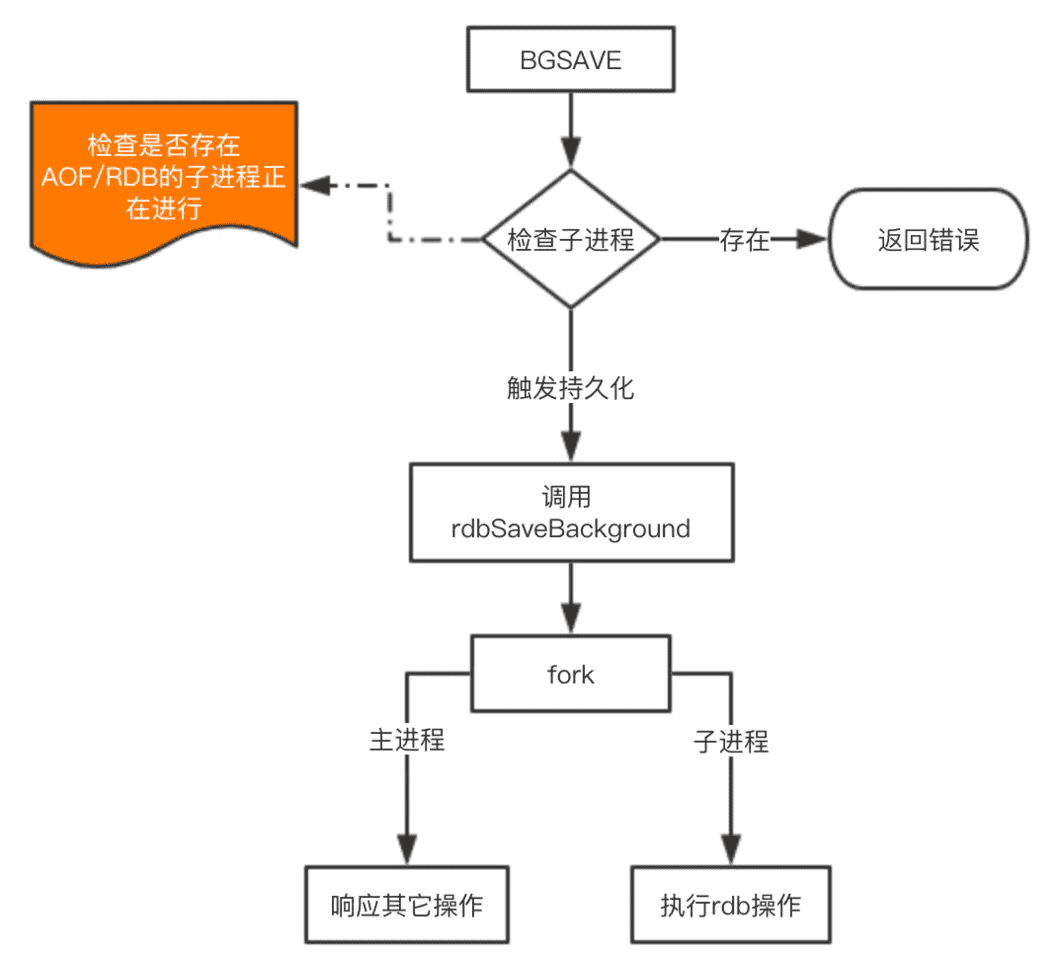 BGSAVE
检查是否存在
AOF/RDB的子进程正
在进行
检查子进程
存在
返回错误
触发持久化
调用
rdbSaveBackground
fork
主进程
子进程
响应其它操作
执行rdb操作